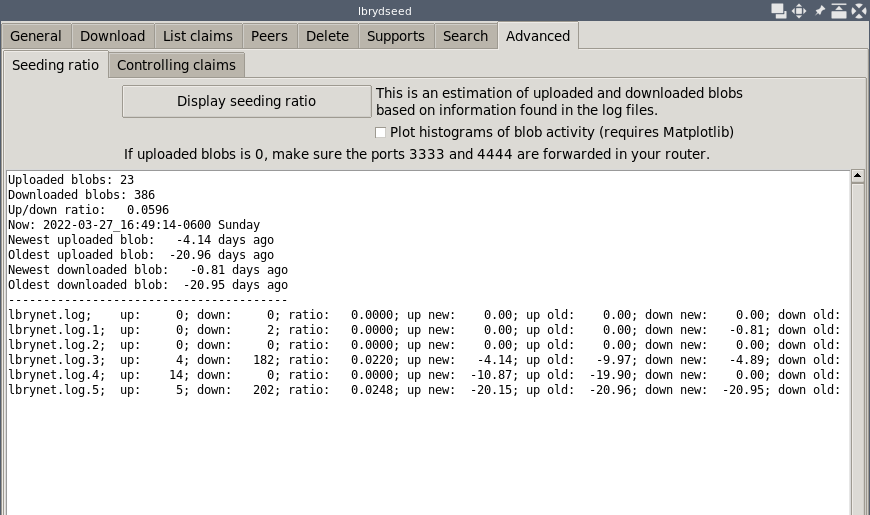 lbrydseed
General Download List claims Peers Delete Supports Search Advanced
Seeding ratio Controlling claims
Display seeding ratio
This is an estimation of uploaded and downloaded blobs
based on information found in the log files.
Plot histograms of blob activity (requires Matplotlib)
If uploaded blobs is 0, make sure the ports 3333 and 4444 are forwarded in your router.
Uploaded blobs: 23
Downloaded blobs: 386
Up/down ratio:   0.0596
Now: 2022-03-27_16:49:14-0600 Sunday
Newest uploaded blob:   -4.14 days ago
Oldest uploaded blob:  -20.96 days ago
Newest downloaded blob:   -0.81 days ago
Oldest downloaded blob:  -20.95 days ago
----------------------------------------
lbrynet.log;    up:     0; down:     0; ratio:   0.0000; up new:    0.00; up old:    0.00; down new:    0.00; down old:
lbrynet.log.1;  up:     0; down:     2; ratio:   0.0000; up new:    0.00; up old:    0.00; down new:   -0.81; down old:
lbrynet.log.2;  up:     0; down:     0; ratio:   0.0000; up new:    0.00; up old:    0.00; down new:    0.00; down old:
lbrynet.log.3;  up:     4; down:   182; ratio:   0.0220; up new:   -4.14; up old:   -9.97; down new:   -4.89; down old:
lbrynet.log.4;  up:    14; down:     0; ratio:   0.0000; up new:  -10.87; up old:  -19.90; down new:    0.00; down old:
lbrynet.log.5;  up:     5; down:   202; ratio:   0.0248; up new:  -20.15; up old:  -20.96; down new:  -20.95; down old: